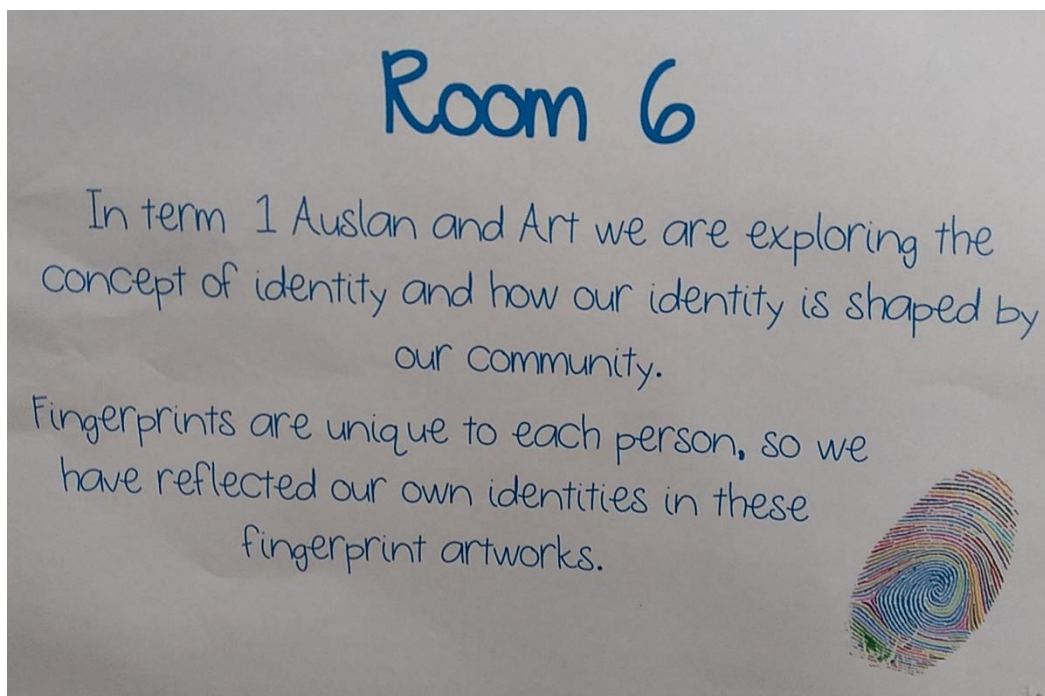 Room 6
In term 1 Auslan and Art we are exploring the
concept of identity and how our identity is shaped by
our community.
Fingerprints are unique to each person, so we
have reflected our own identities in these
fingerprint artworks.